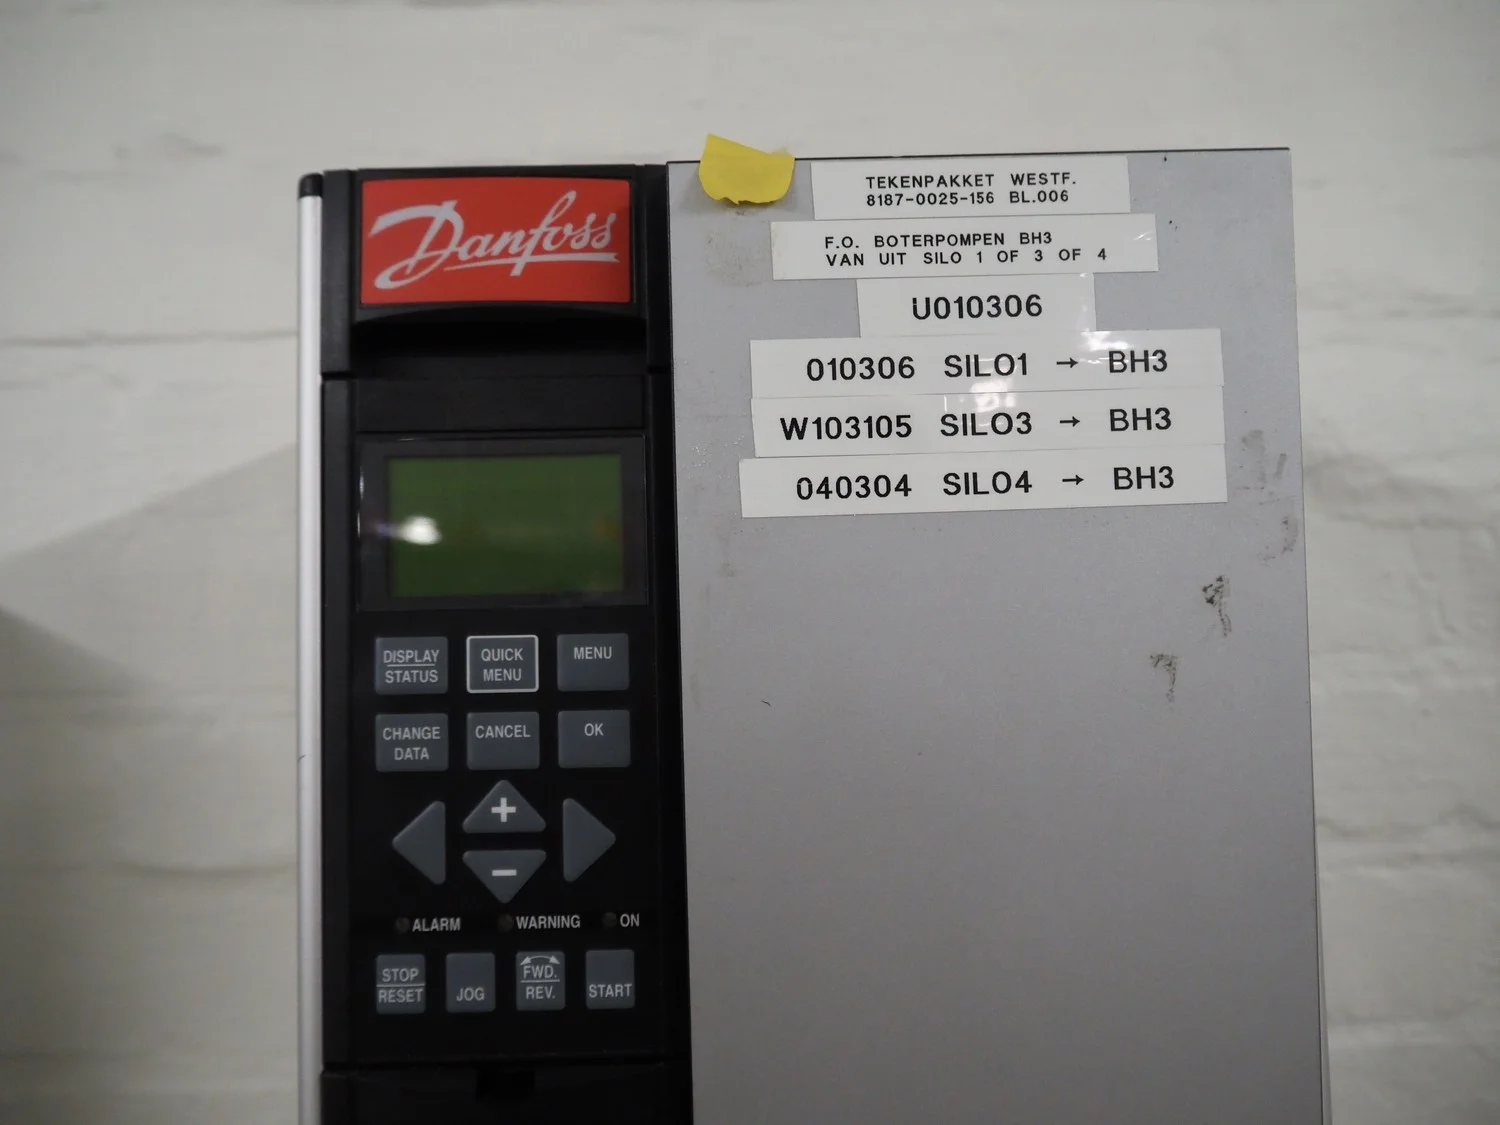 Danfoss
TEKENPAKKET WESTF.
8187-0025-156 BL.006
F.O. BOTERPOMPEN BH3
VAN UIT SILO 1 OF 3 OF 4
U010306
010306 SILO1 → BH3
W103105 SILO3 → BH3
040304 SILO4 → BH3
DISPLAY
STATUS
QUICK
MENU
MENU
CHANGE
DATA
CANCEL
OK
+
−
ALARM
WARNING
ON
STOP
RESET
JOG
FWD.
REV.
START